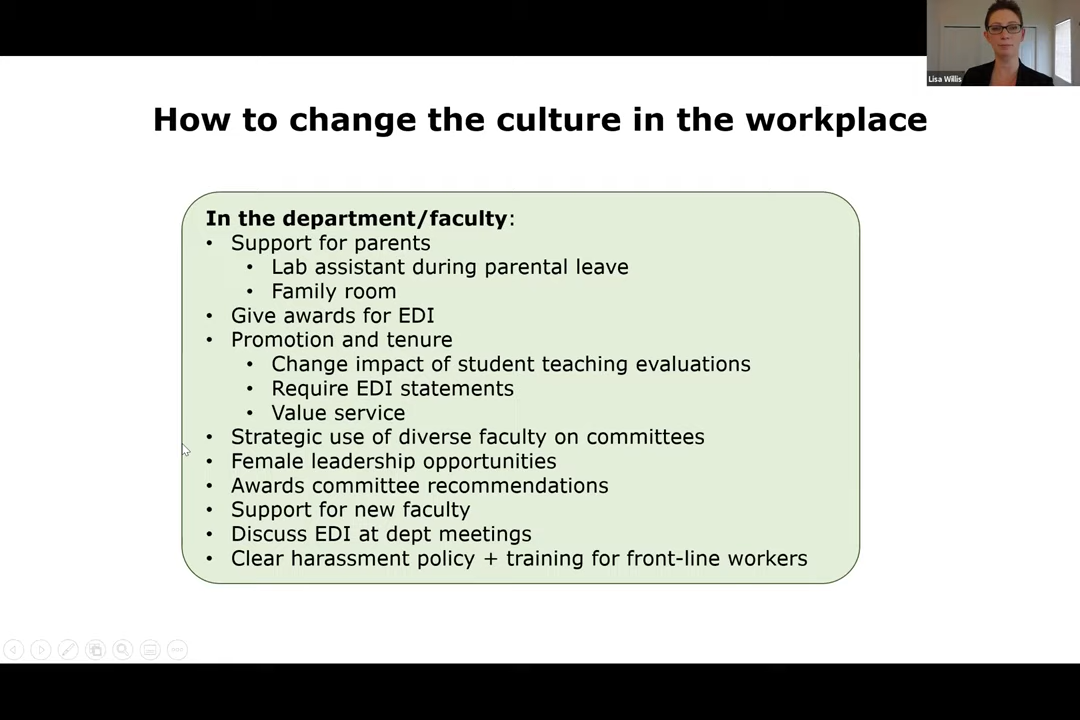 Lisa Willis
How to change the culture in the workplace
In the department/faculty:
• Support for parents
• Lab assistant during parental leave
• Family room
• Give awards for EDI
• Promotion and tenure
• Change impact of student teaching evaluations
• Require EDI statements
• Value service
• Strategic use of diverse faculty on committees
• Female leadership opportunities
• Awards committee recommendations
• Support for new faculty
• Discuss EDI at dept meetings
• Clear harassment policy + training for front-line workers